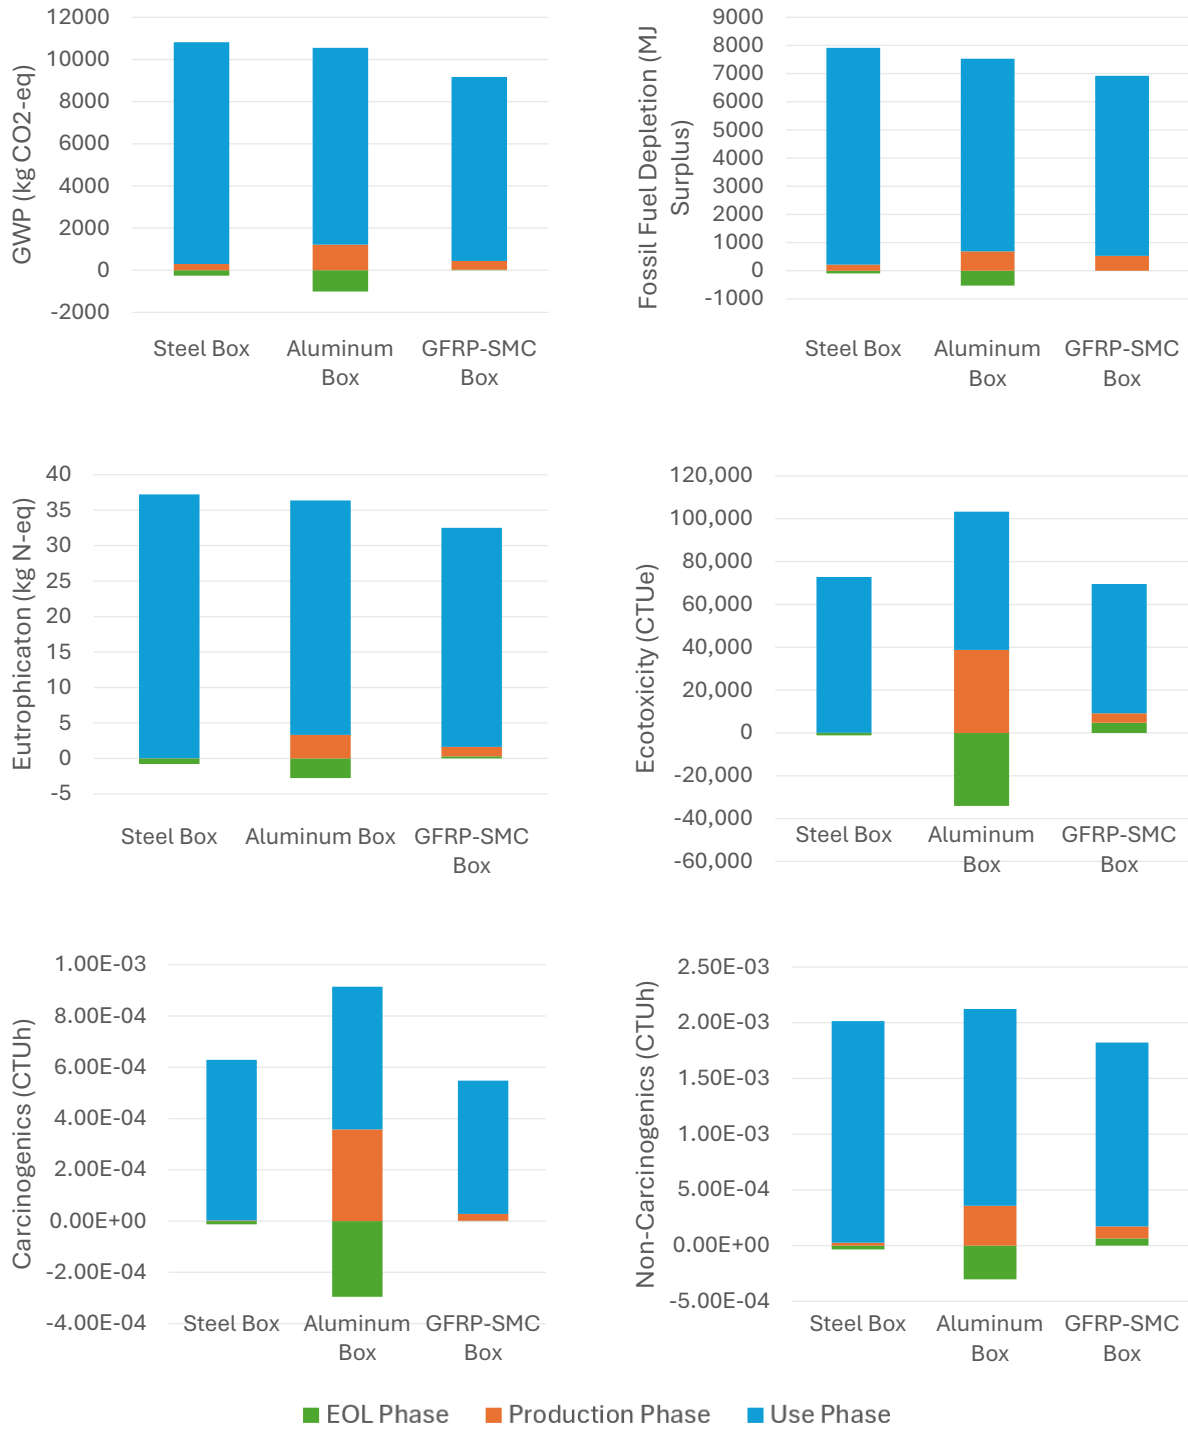 GWP (kg CO2-eq)
12000
10000
8000
6000
4000
2000
0
-2000
Steel Box
Aluminum
Box
GFRP-SMC
Box
Fossil Fuel Depletion (MJ
Surplus)
9000
8000
7000
6000
5000
4000
3000
2000
1000
0
-1000
Steel Box
Aluminum
Box
GFRP-SMC
Box
Eutrophicaton (kg N-eq)
40
35
30
25
20
15
10
5
0
-5
Steel Box
Aluminum Box
GFRP-SMC
Box
Ecotoxicity (CTUe)
120,000
100,000
80,000
60,000
40,000
20,000
0
-20,000
-40,000
-60,000
Steel Box
Aluminum
Box
GFRP-SMC
Box
Carcinogenics (CTUh)
1.00E-03
8.00E-04
6.00E-04
4.00E-04
2.00E-04
0.00E+00
-2.00E-04
-4.00E-04
Steel Box
Aluminum
Box
GFRP-SMC
Box
Non-Carcinogenics (CTUh)
2.50E-03
2.00E-03
1.50E-03
1.00E-03
5.00E-04
0.00E+00
-5.00E-04
Steel Box
Aluminum
Box
GFRP-SMC
Box
EOL Phase
Production Phase
Use Phase